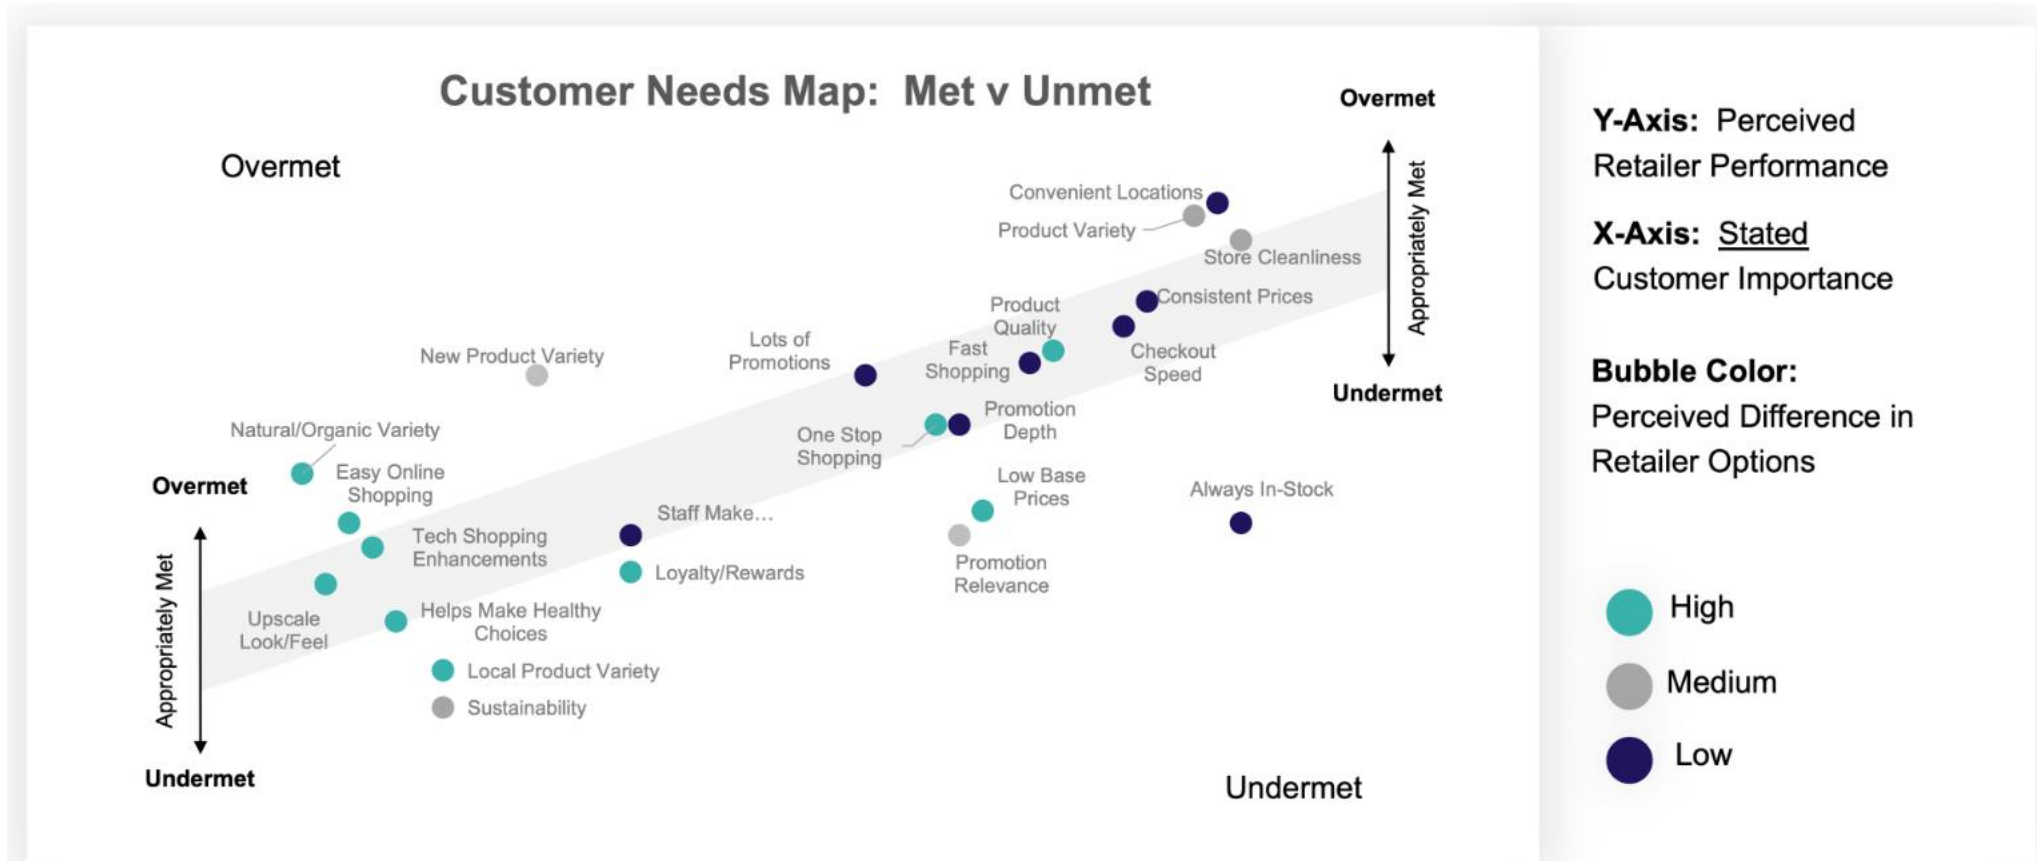 Customer Needs Map:  Met v Unmet
Overmet
Overmet
Appropriately Met
Undermet
Convenient Locations
Product Variety
Store Cleanliness
Consistent Prices
Product
Quality
Checkout
Speed
Fast
Shopping
Lots of
Promotions
New Product Variety
Promotion
Depth
One Stop
Shopping
Natural/Organic Variety
Easy Online
Shopping
Low Base
Prices
Always In-Stock
Staff Make...
Tech Shopping
Enhancements
Loyalty/Rewards
Promotion
Relevance
Upscale
Look/Feel
Helps Make Healthy
Choices
Local Product Variety
Sustainability
Overmet
Appropriately Met
Undermet
Undermet
Y-Axis:  Perceived
Retailer Performance
X-Axis:  Stated
Customer Importance
Bubble Color:
Perceived Difference in
Retailer Options
High
Medium
Low